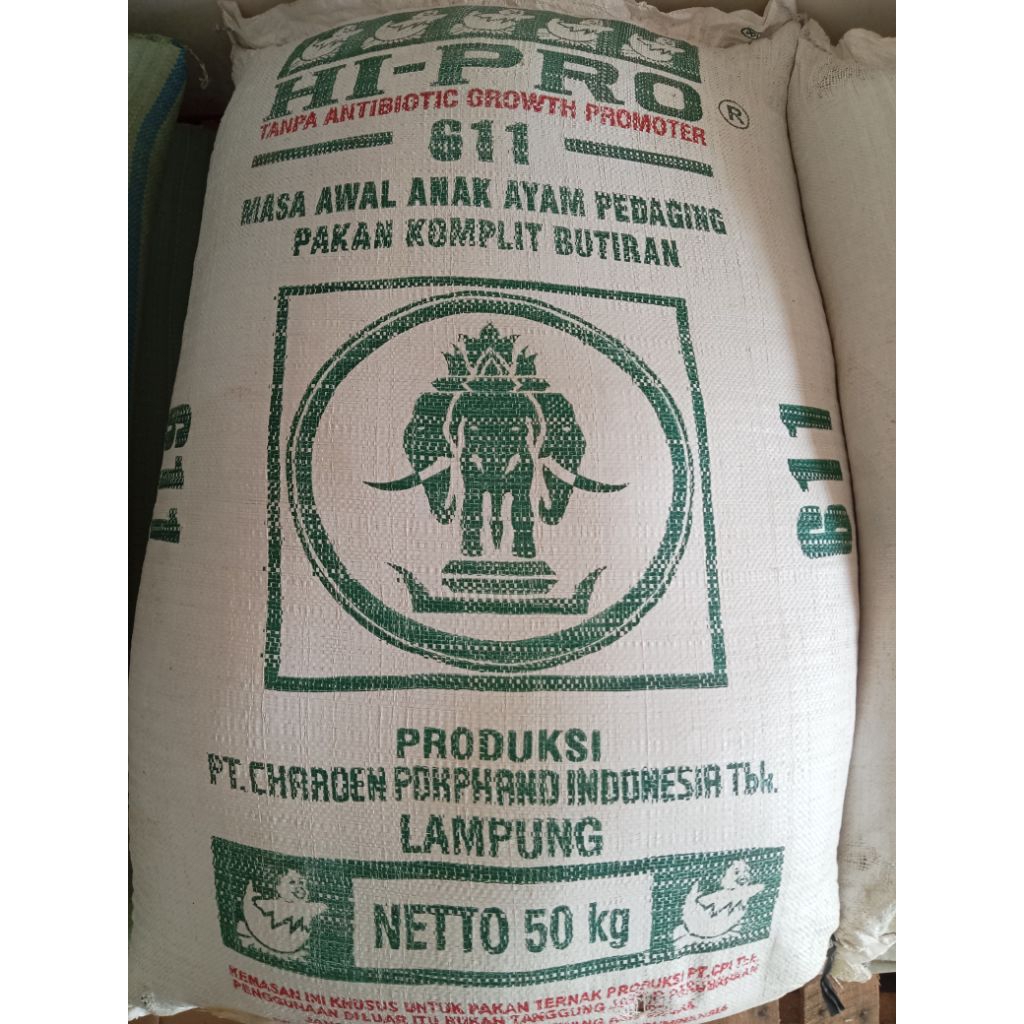 HI-PRO
®
TANPA ANTIBIOTIC GROWTH PROMOTER
611
MASA AWAL ANAK AYAM PEDAGING
PAKAN KOMPLIT BUTIRAN
611
611
PRODUKSI
PT. CHAROEN POKPHAND INDONESIA Tbk.
LAMPUNG
NETTO 50 kg
KEMASAN INI KHUSUS UNTUK PAKAN TERNAK PRODUKSI PT. CPI Tbk.
PENGGUNAAN DILUAR ITU BUKAN TANGGUNG